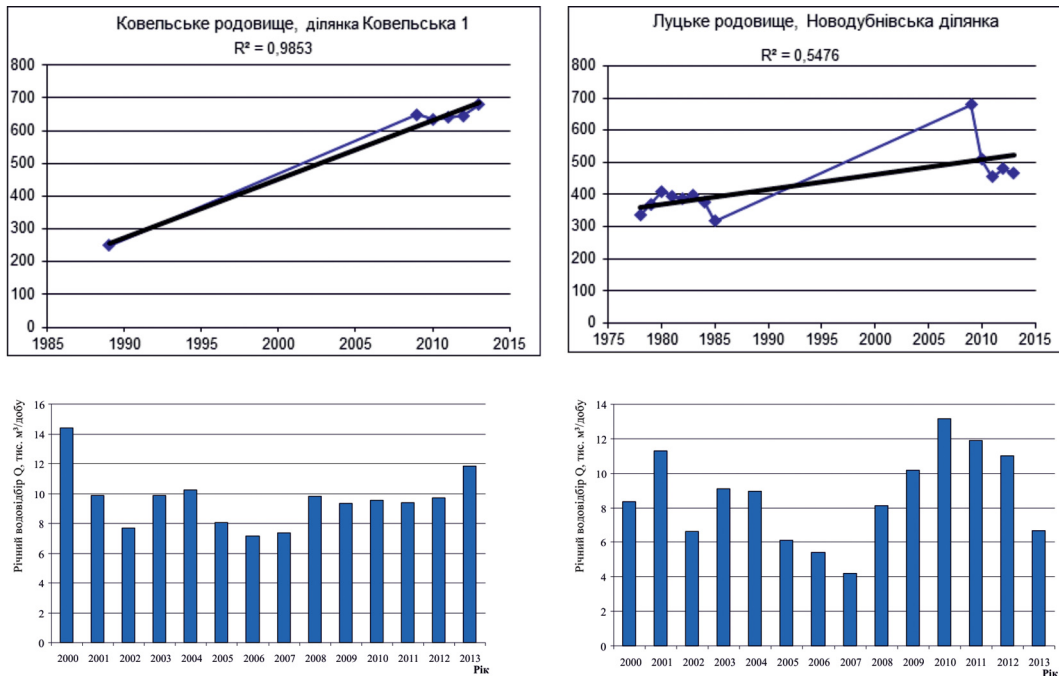 Ковельське родовище, ділянка Ковельська 1
R² = 0,9853
800
700
600
500
400
300
200
100
0
1985 1990 1995 2000 2005 2010 2015
Луцьке родовище, Новодубнівська ділянка
R² = 0,5476
800
700
600
500
400
300
200
100
0
1975 1980 1985 1990 1995 2000 2005 2010 2015
Річний водовідбір Q, тис. м³/добу
16
14
12
10
8
6
4
2
0
2000 2001 2002 2003 2004 2005 2006 2007 2008 2009 2010 2011 2012 2013
Рік
Річний водовідбір Q, тис. м³/добу
14
12
10
8
6
4
2
0
2000 2001 2002 2003 2004 2005 2006 2007 2008 2009 2010 2011 2012 2013
Рік